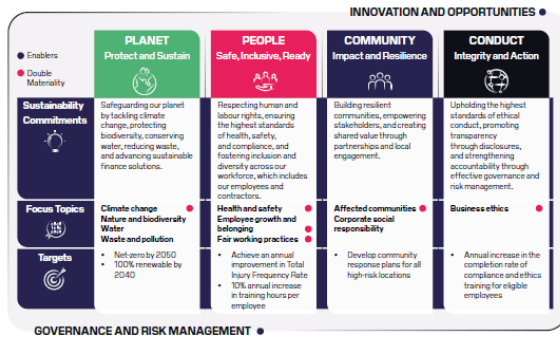 INNOVATION AND OPPORTUNITIES
Enablers
Double
Materiality
PLANET
Protect and Sustain
PEOPLE
Safe, Inclusive, Ready
COMMUNITY
Impact and Resilience
CONDUCT
Integrity and Action
Sustainability
Commitments
Safeguarding our planet
by tackling climate
change, protecting
biodiversity, conserving
water, reducing waste,
and advancing sustainable
finance solutions.
Respecting human and
labour rights, ensuring
the highest standards
of health, safety,
and compliance, and
fostering inclusion and
diversity across our
workforce, which includes
our employees and
contractors.
Building resilient
communities, empowering
stakeholders, and creating
shared value through
partnerships and local
engagement.
Upholding the highest
standards of ethical
conduct, promoting
transparency
through disclosures,
and strengthening
accountability through
effective governance and
risk management.
Focus Topics
Climate change
Nature and biodiversity
Water
Waste and pollution
Health and safety
Employee growth and
belonging
Fair working practices
Affected communities
Corporate social
responsibility
Business ethics
Targets
• Net-zero by 2050
• 100% renewable by
2040
• Achieve an annual
improvement in Total
Injury Frequency Rate
• 10% annual increase
in training hours per
employee
• Develop community
response plans for all
high-risk locations
• Annual increase in the
completion rate of
compliance and ethics
training for eligible
employees
GOVERNANCE AND RISK MANAGEMENT